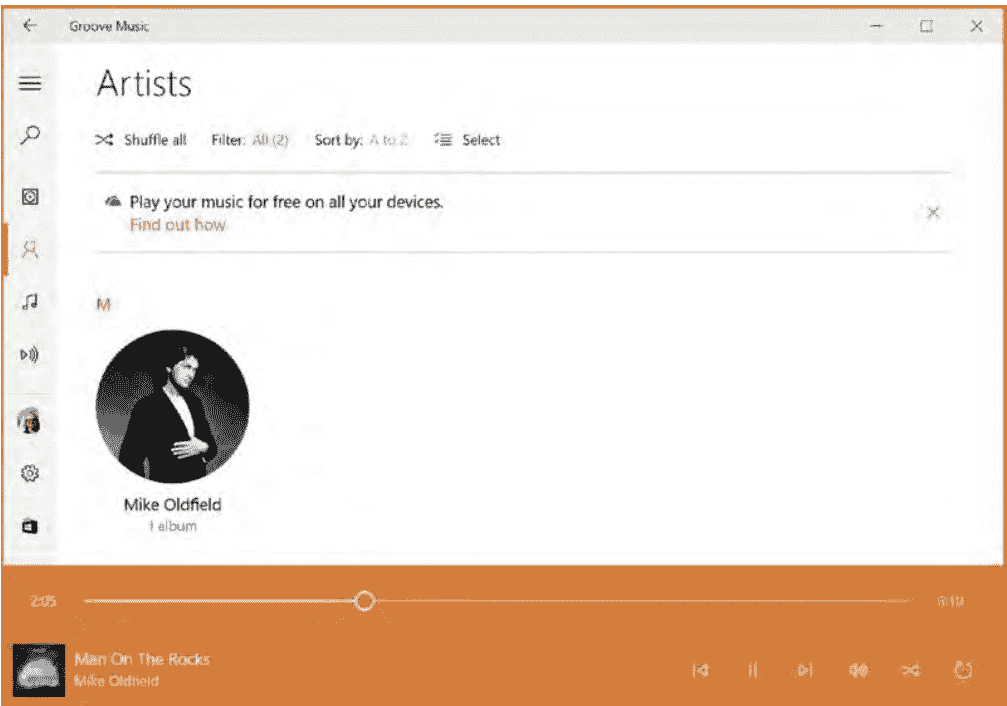 Groove Music
Artists
Shuffle all Filter: All (2) Sort by: A to Z Select
Play your music for free on all your devices.
Find out how
M
Mike Oldfield
1 album
2:05
Man On The Rocks
Mike Oldfield